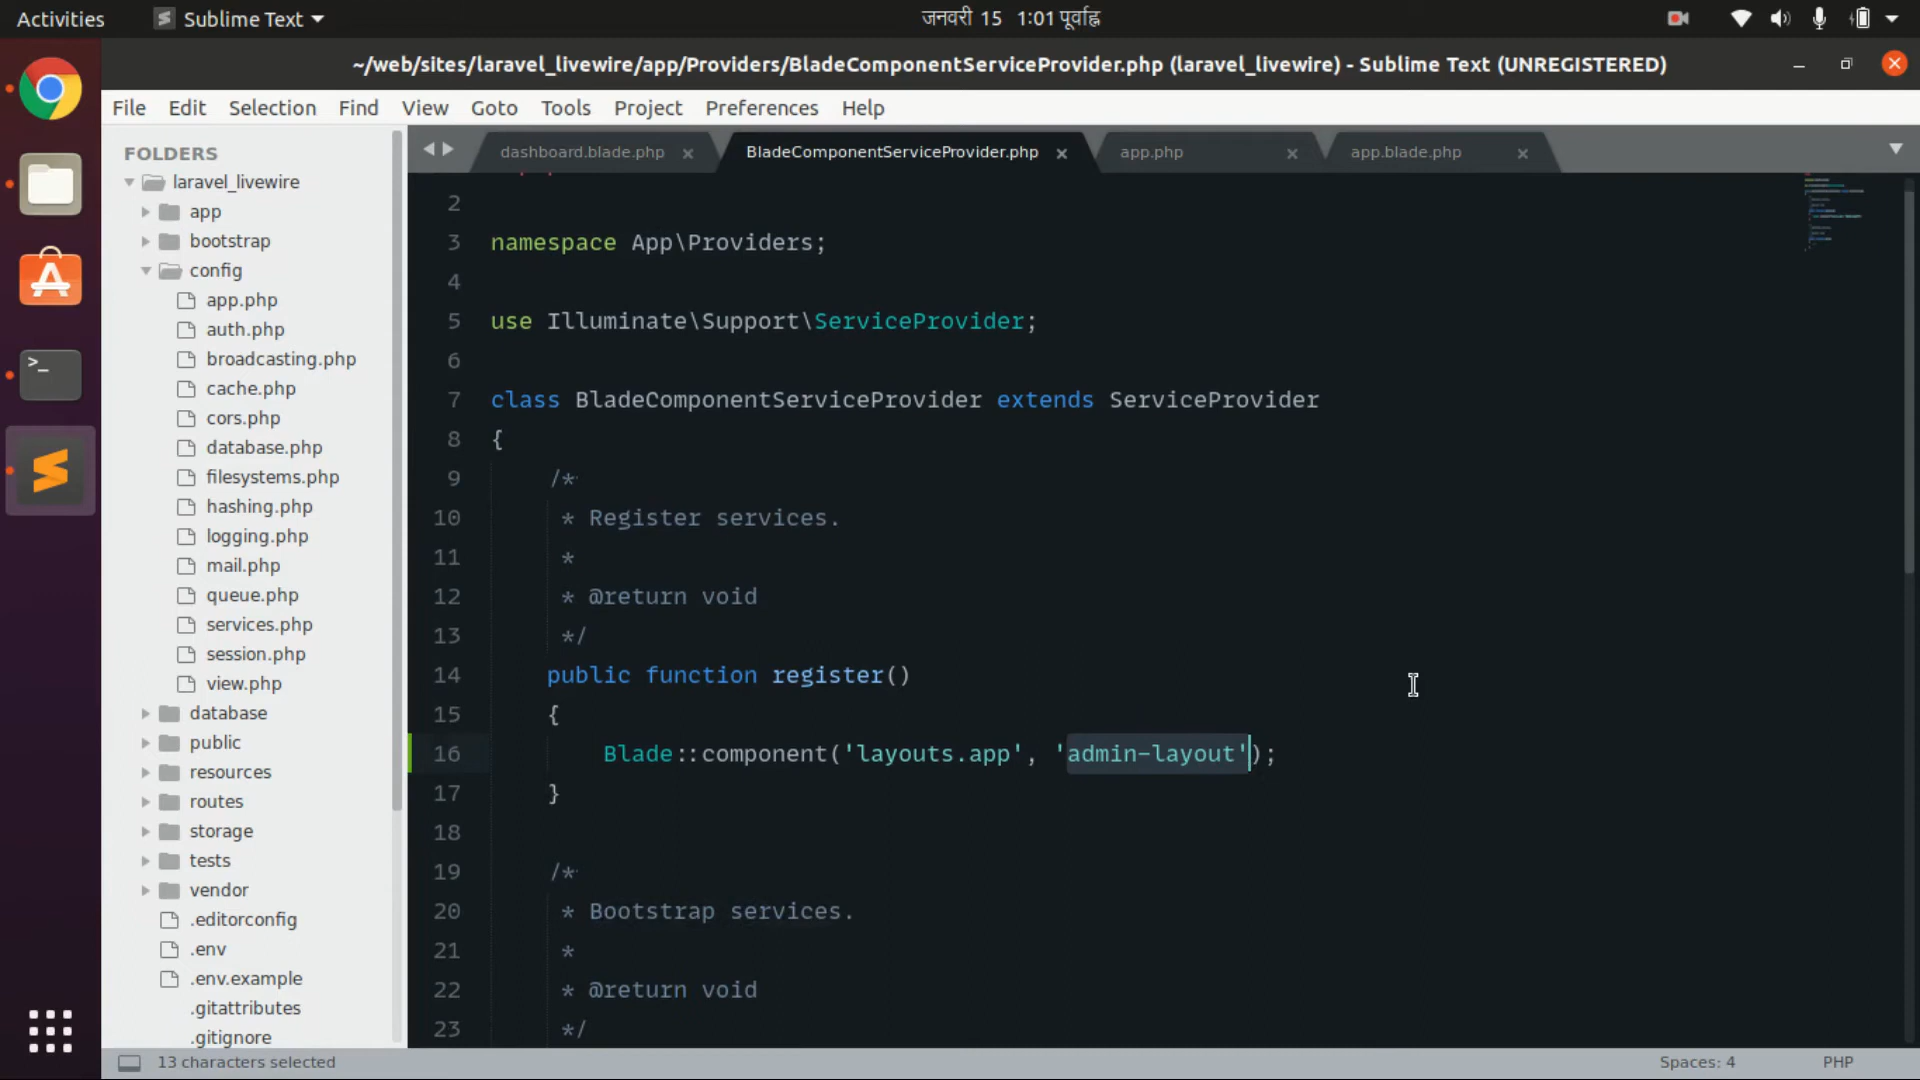 Activities
Sublime Text
जनवरी 15 1:01 पूर्वाह्न
~/web/sites/laravel_livewire/app/Providers/BladeComponentServiceProvider.php (laravel_livewire) - Sublime Text (UNREGISTERED)
File Edit Selection Find View Goto Tools Project Preferences Help
FOLDERS
laravel_livewire
app
bootstrap
config
app.php
auth.php
broadcasting.php
cache.php
cors.php
database.php
filesystems.php
hashing.php
logging.php
mail.php
queue.php
services.php
session.php
view.php
database
public
resources
routes
storage
tests
vendor
.editorconfig
.env
.env.example
.gitattributes
.gitignore
dashboard.blade.php
BladeComponentServiceProvider.php
app.php
app.blade.php
2
3 namespace App\Providers;
4
5 use Illuminate\Support\ServiceProvider;
6
7 class BladeComponentServiceProvider extends ServiceProvider
8 {
9 /*
10 * Register services.
11 *
12 * @return void
13 */
14 public function register()
15 {
16 Blade::component('layouts.app', 'admin-layout');
17 }
18
19 /*
20 * Bootstrap services.
21 *
22 * @return void
23 */
13 characters selected
Spaces: 4
PHP